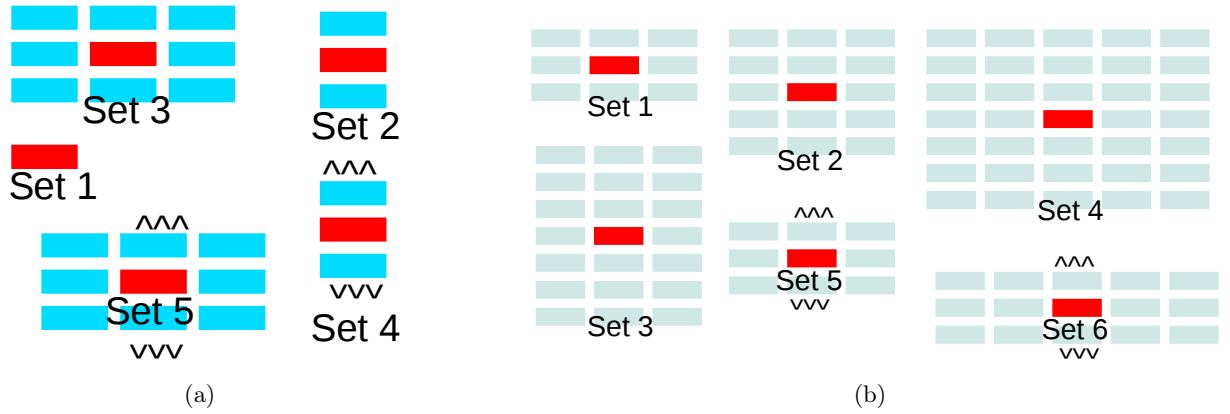 Set 3
Set 2
Set 1
^^^
^^^
Set 5
vvv
vvv
Set 4
(a)
Set 1
Set 2
Set 3
Set 4
^^^
Set 5
vvv
^^^
Set 6
vvv
(b)